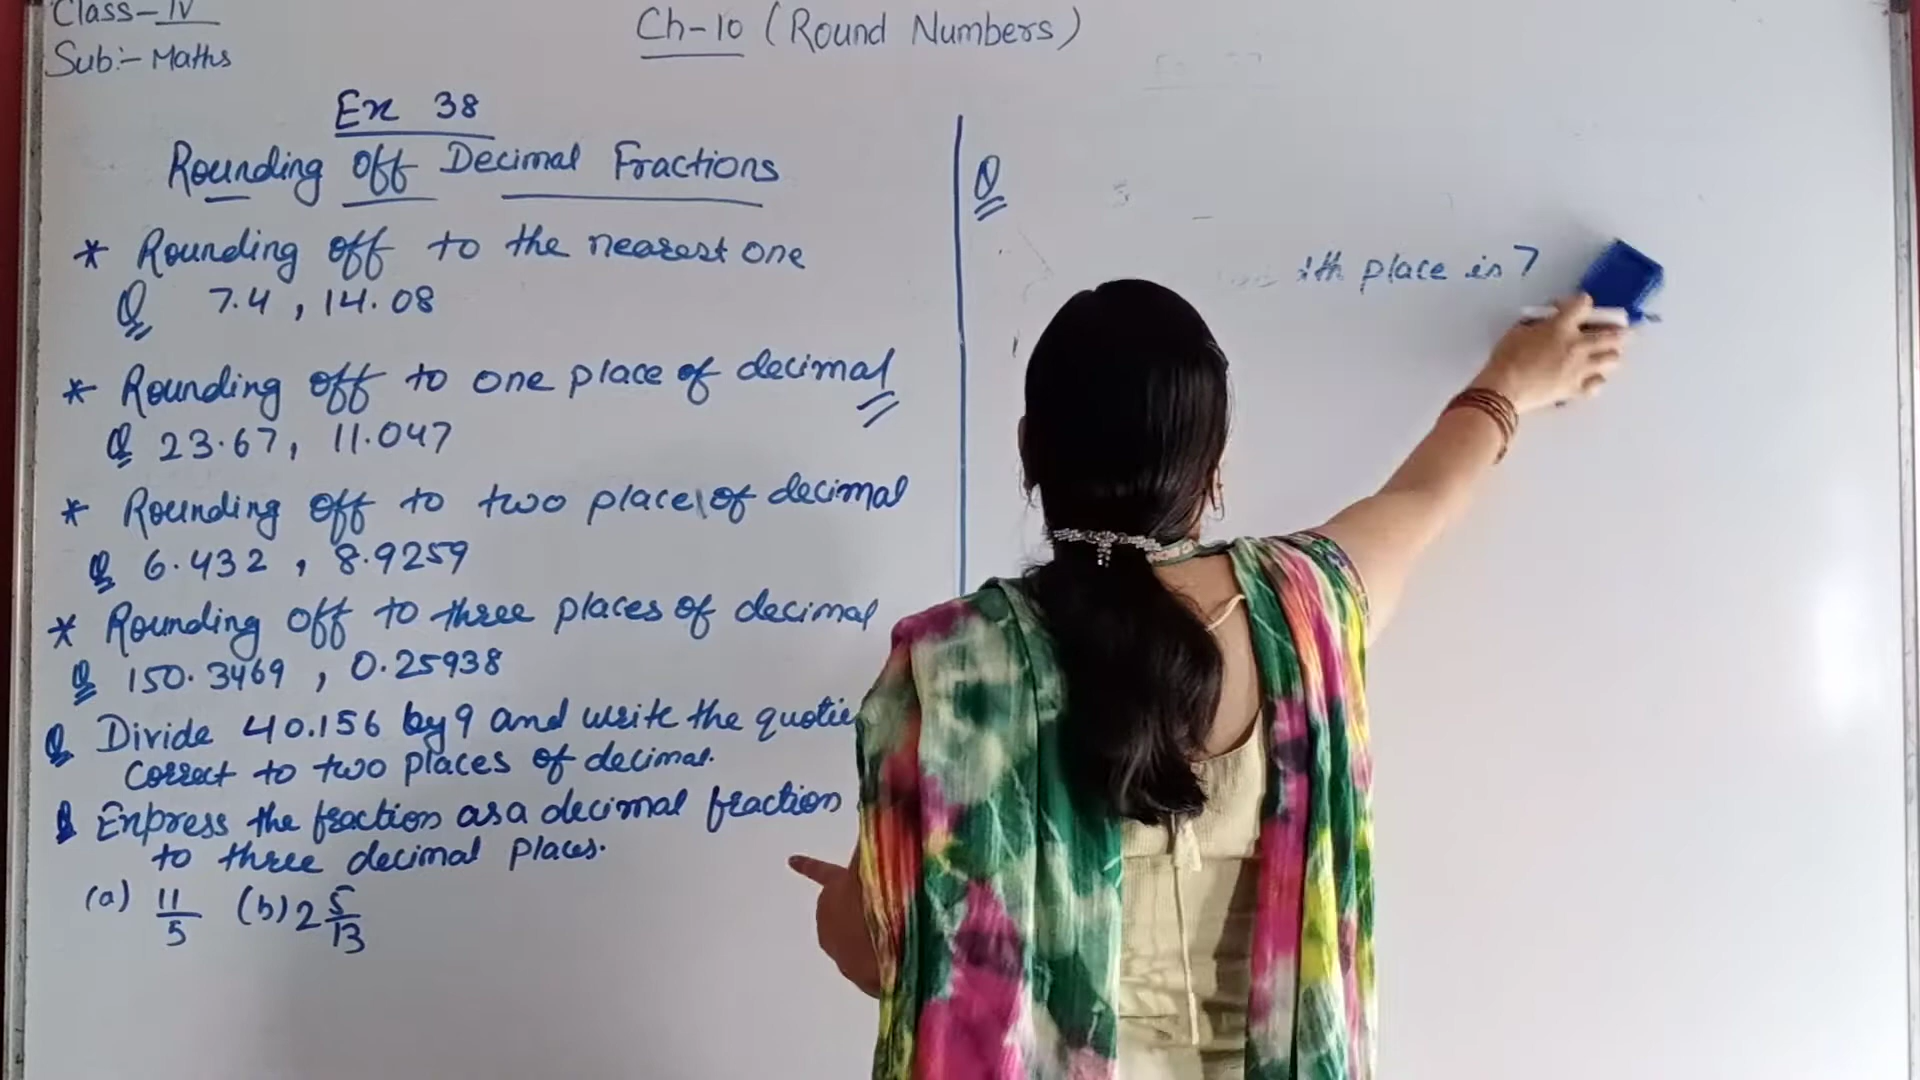 Class-IV
Sub:- Maths
Ch-10 (Round Numbers)
Ex 38
Rounding off Decimal Fractions
* Rounding off to the nearest one
Q 7.4, 14.08
* Rounding off to one place of decimal
Q 23.67, 11.047
* Rounding off to two place of decimal
Q 6.432, 8.9259
* Rounding off to three places of decimal
Q 150.3469, 0.25938
Q Divide 40.156 by 9 and write the quotie
correct to two places of decimal.
Q Express the fraction as a decimal fraction
to three decimal places.
(a) 11/5 (b) 2 5/13
Q
th place is 7